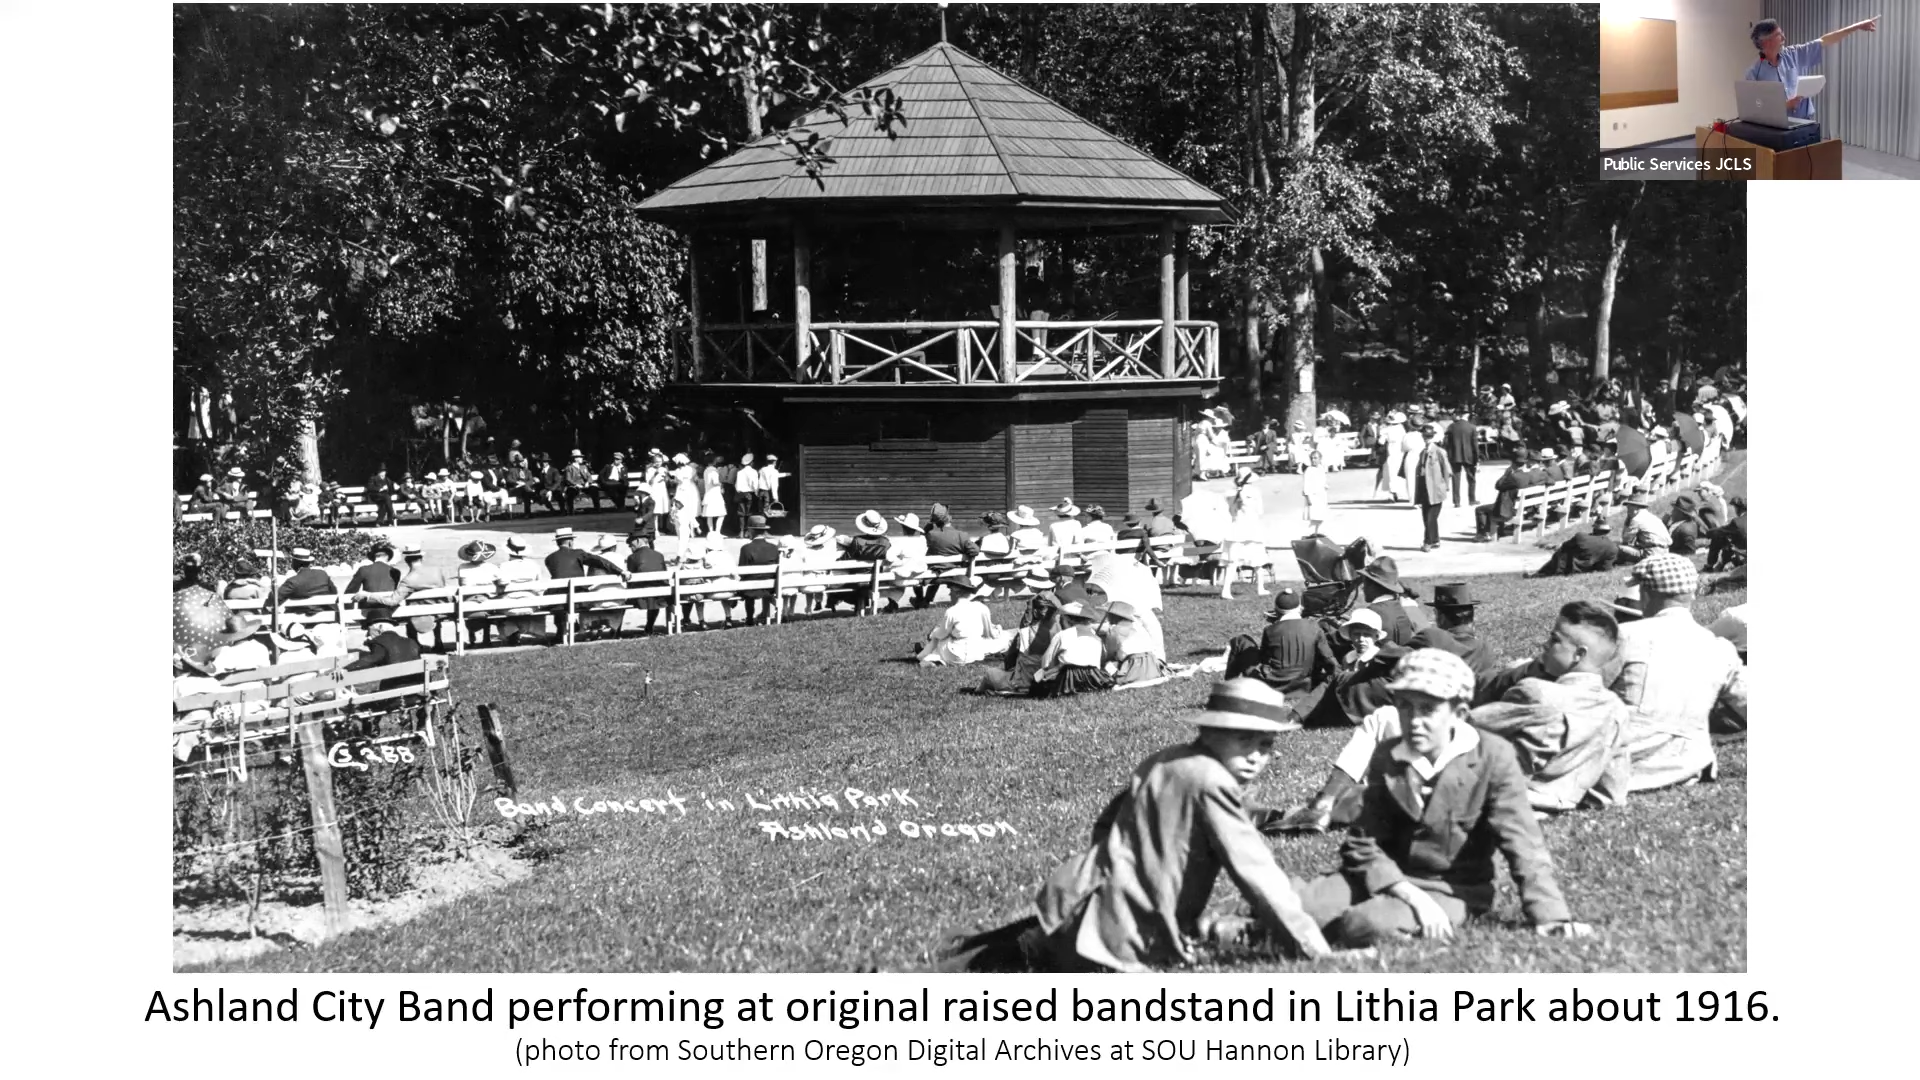 Public Services JCLS
G288
Band Concert in Lithia Park
Ashland Oregon
Ashland City Band performing at original raised bandstand in Lithia Park about 1916.
(photo from Southern Oregon Digital Archives at SOU Hannon Library)